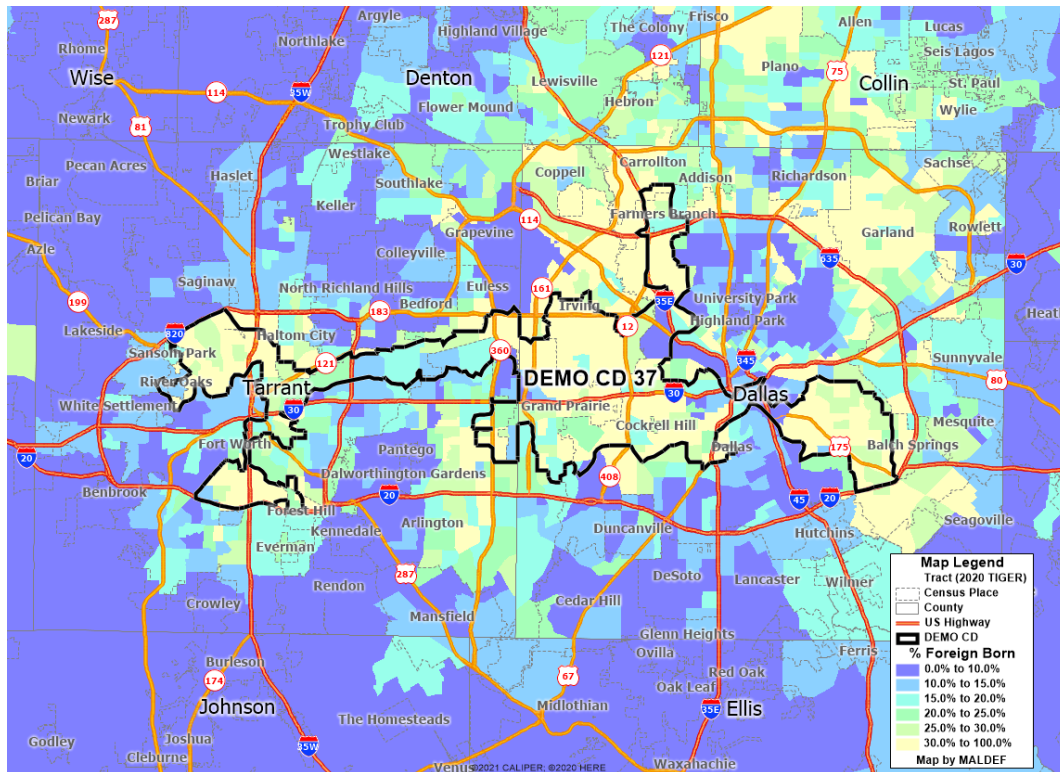 287
Argyle
Highland Village
Frisco
The Colony
Allen
Lucas
Northlake
Rhome
Seis Lagos
121
75
Wise
Denton
Lewisville
Plano
Collin
St. Paul
35W
114
Hebron
Flower Mound
Wylie
Newark
81
Trophy Club
Westlake
Pecan Acres
Carrollton
Sachse
Haslet
Southlake
Coppell
Addison
Richardson
Briar
Keller
Pelican Bay
114
Farmers Branch
Grapevine
Garland
Rowlett
Azle
Colleyville
635
30
Saginaw
North Richland Hills
Euless
161
University Park
199
183
Bedford
Irving
35E
Heath
Lakeside
820
Haltom City
12
Highland Park
Sansom Park
121
360
345
Sunnyvale
River Oaks
Tarrant
DEMO CD 37
30
Dallas
80
White Settlement
30
Grand Prairie
Cockrell Hill
Mesquite
Fort Worth
Pantego
Dallas
175
Balch Springs
20
Dalworthington Gardens
408
Benbrook
20
45
20
Forest Hill
Kennedale
Arlington
Duncanville
Seagoville
Everman
Hutchins
287
DeSoto
Lancaster
Wilmer
Rendon
Crowley
Cedar Hill
Mansfield
Glenn Heights
Ferris
Burleson
Ovilla
174
67
Red Oak
Oak Leaf
Johnson
The Homesteads
Midlothian
35E
Ellis
Godley
Joshua
35W
Cleburne
Venus
©2021 CALIPER; ©2020 HERE
Waxahachie
Map Legend
Tract (2020 TIGER)
Census Place
County
US Highway
DEMO CD
% Foreign Born
0.0% to 10.0%
10.0% to 15.0%
15.0% to 20.0%
20.0% to 25.0%
25.0% to 30.0%
30.0% to 100.0%
Map by MALDEF